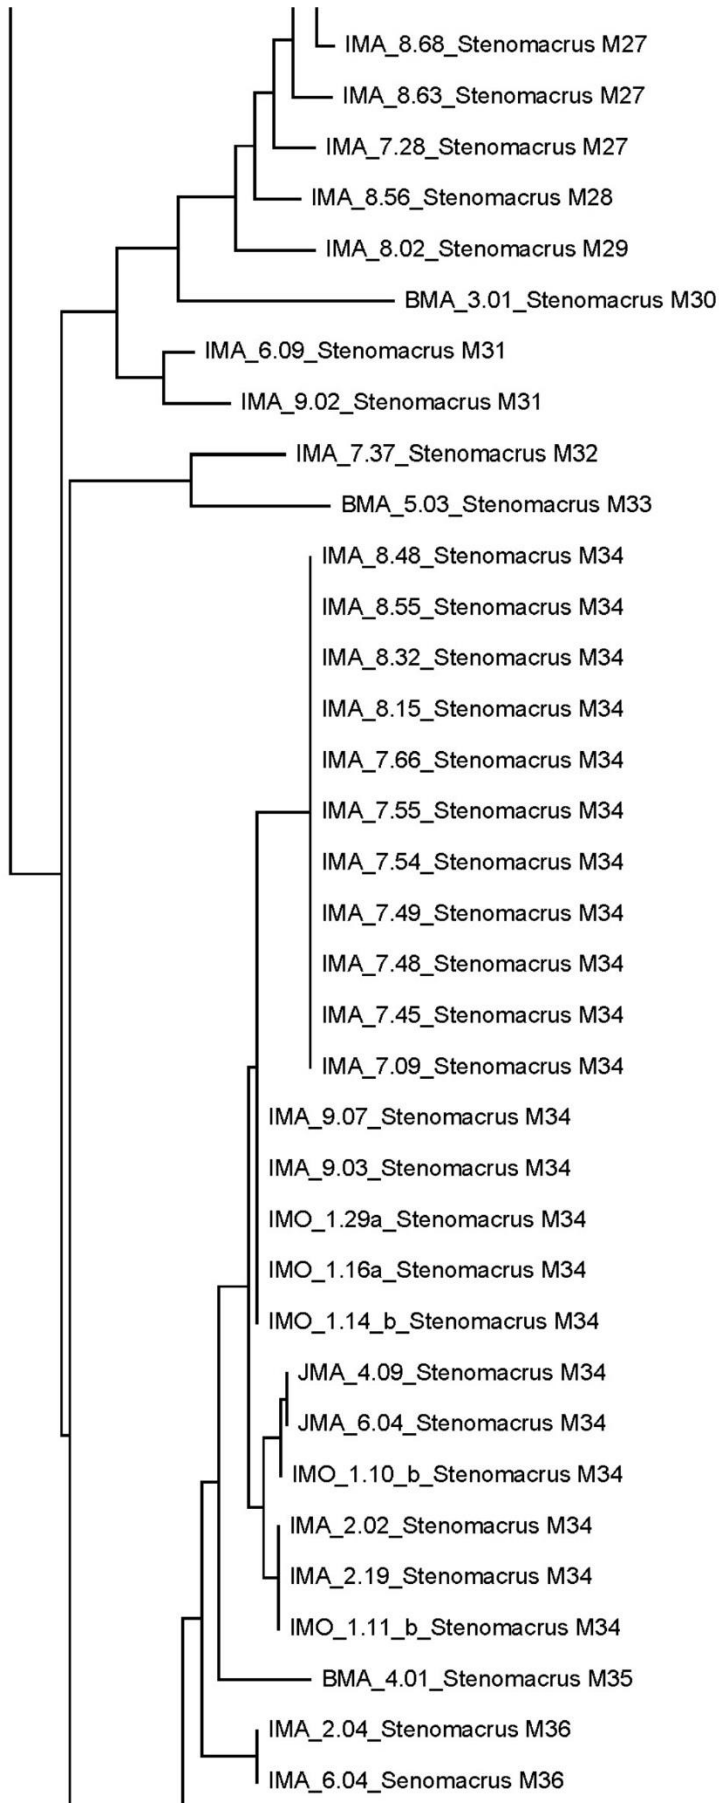 IMA_8.68_Stenomacrus M27
IMA_8.63_Stenomacrus M27
IMA_7.28_Stenomacrus M27
IMA_8.56_Stenomacrus M28
IMA_8.02_Stenomacrus M29
BMA_3.01_Stenomacrus M30
IMA_6.09_Stenomacrus M31
IMA_9.02_Stenomacrus M31
IMA_7.37_Stenomacrus M32
BMA_5.03_Stenomacrus M33
IMA_8.48_Stenomacrus M34
IMA_8.55_Stenomacrus M34
IMA_8.32_Stenomacrus M34
IMA_8.15_Stenomacrus M34
IMA_7.66_Stenomacrus M34
IMA_7.55_Stenomacrus M34
IMA_7.54_Stenomacrus M34
IMA_7.49_Stenomacrus M34
IMA_7.48_Stenomacrus M34
IMA_7.45_Stenomacrus M34
IMA_7.09_Stenomacrus M34
IMA_9.07_Stenomacrus M34
IMA_9.03_Stenomacrus M34
IMO_1.29a_Stenomacrus M34
IMO_1.16a_Stenomacrus M34
IMO_1.14_b_Stenomacrus M34
JMA_4.09_Stenomacrus M34
JMA_6.04_Stenomacrus M34
IMO_1.10_b_Stenomacrus M34
IMA_2.02_Stenomacrus M34
IMA_2.19_Stenomacrus M34
IMO_1.11_b_Stenomacrus M34
BMA_4.01_Stenomacrus M35
IMA_2.04_Stenomacrus M36
IMA_6.04_Senomacrus M36